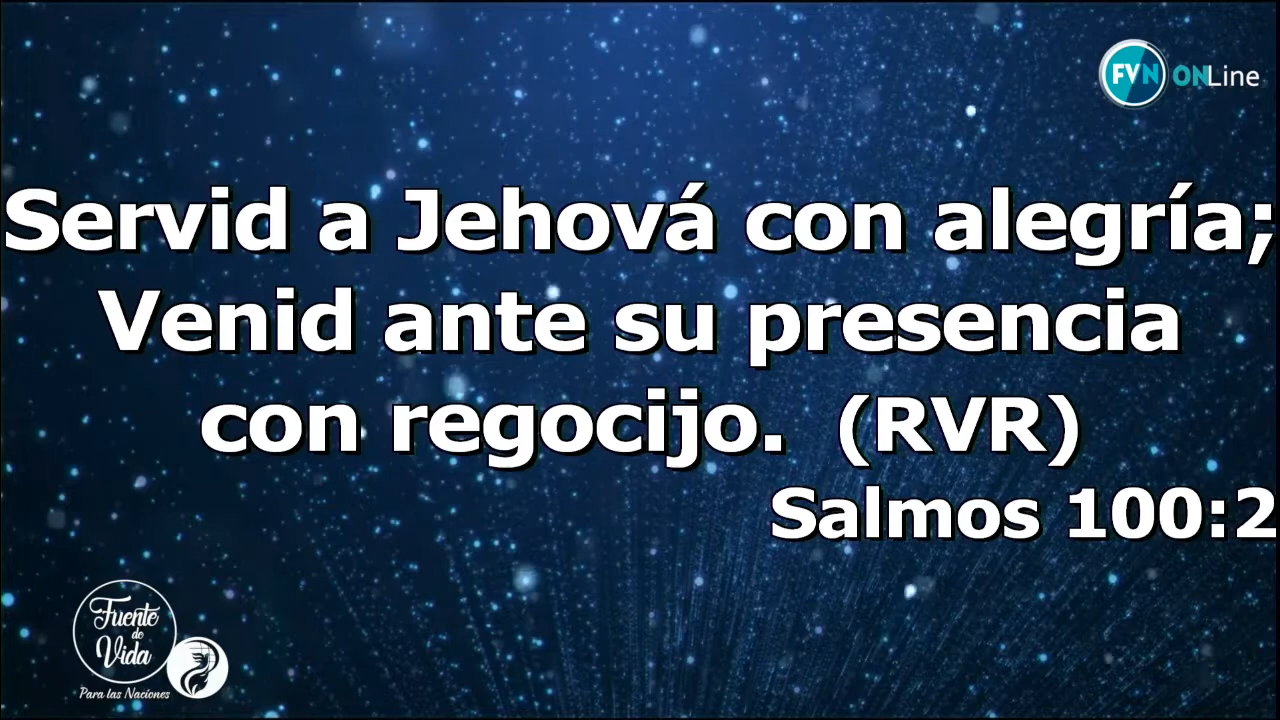 FVN ONLine
Servid a Jehová con alegría;
Venid ante su presencia
con regocijo. (RVR)
Salmos 100:2
Fuente
de
Vida
Para las Naciones